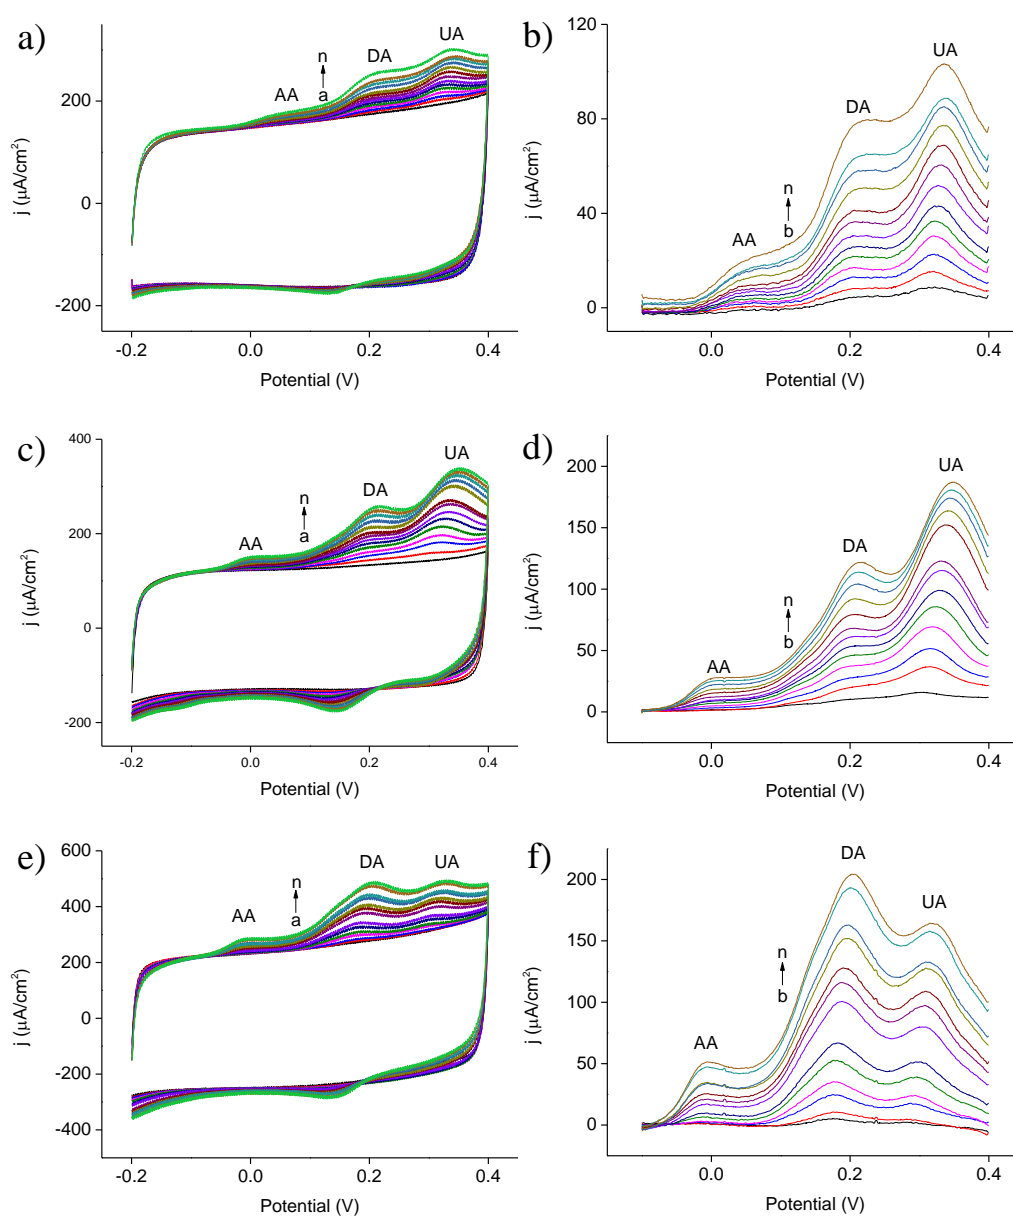 a)
UA
n
DA
AA
a
200
0
-200
j (µA/cm²)
-0.2 0.0 0.2 0.4
Potential (V)
b)
120
UA
DA
80
n
40
b
AA
0
j (µA/cm²)
0.0 0.2 0.4
Potential (V)
c)
400
UA
n
DA
200
a
AA
0
-200
j (µA/cm²)
-0.2 0.0 0.2 0.4
Potential (V)
d)
200
UA
150
DA
100
n
b
50
AA
0
j (µA/cm²)
0.0 0.2 0.4
Potential (V)
e)
600
DA UA
n
400
AA
a
200
0
-200
-400
j (µA/cm²)
-0.2 0.0 0.2 0.4
Potential (V)
f)
DA
200
UA
150
n
100
b
AA
50
0
j (µA/cm²)
0.0 0.2 0.4
Potential (V)